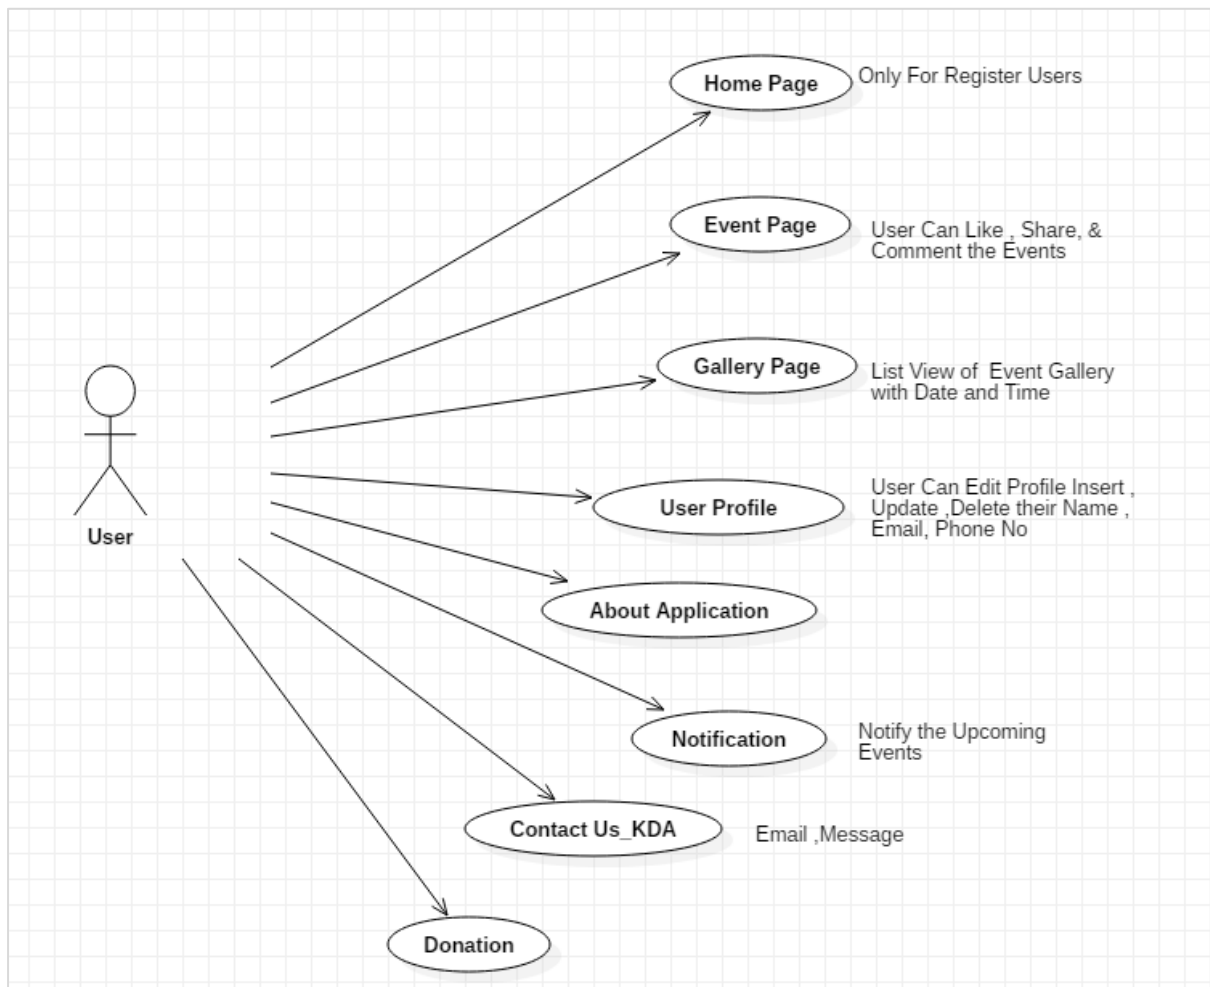 Home Page
Only For Register Users
Event Page
User Can Like , Share, &
Comment the Events
Gallery Page
List View of  Event Gallery
with Date and Time
User Profile
User Can Edit Profile Insert ,
Update ,Delete their Name ,
Email, Phone No
User
About Application
Notification
Notify the Upcoming
Events
Contact Us_KDA
Email ,Message
Donation